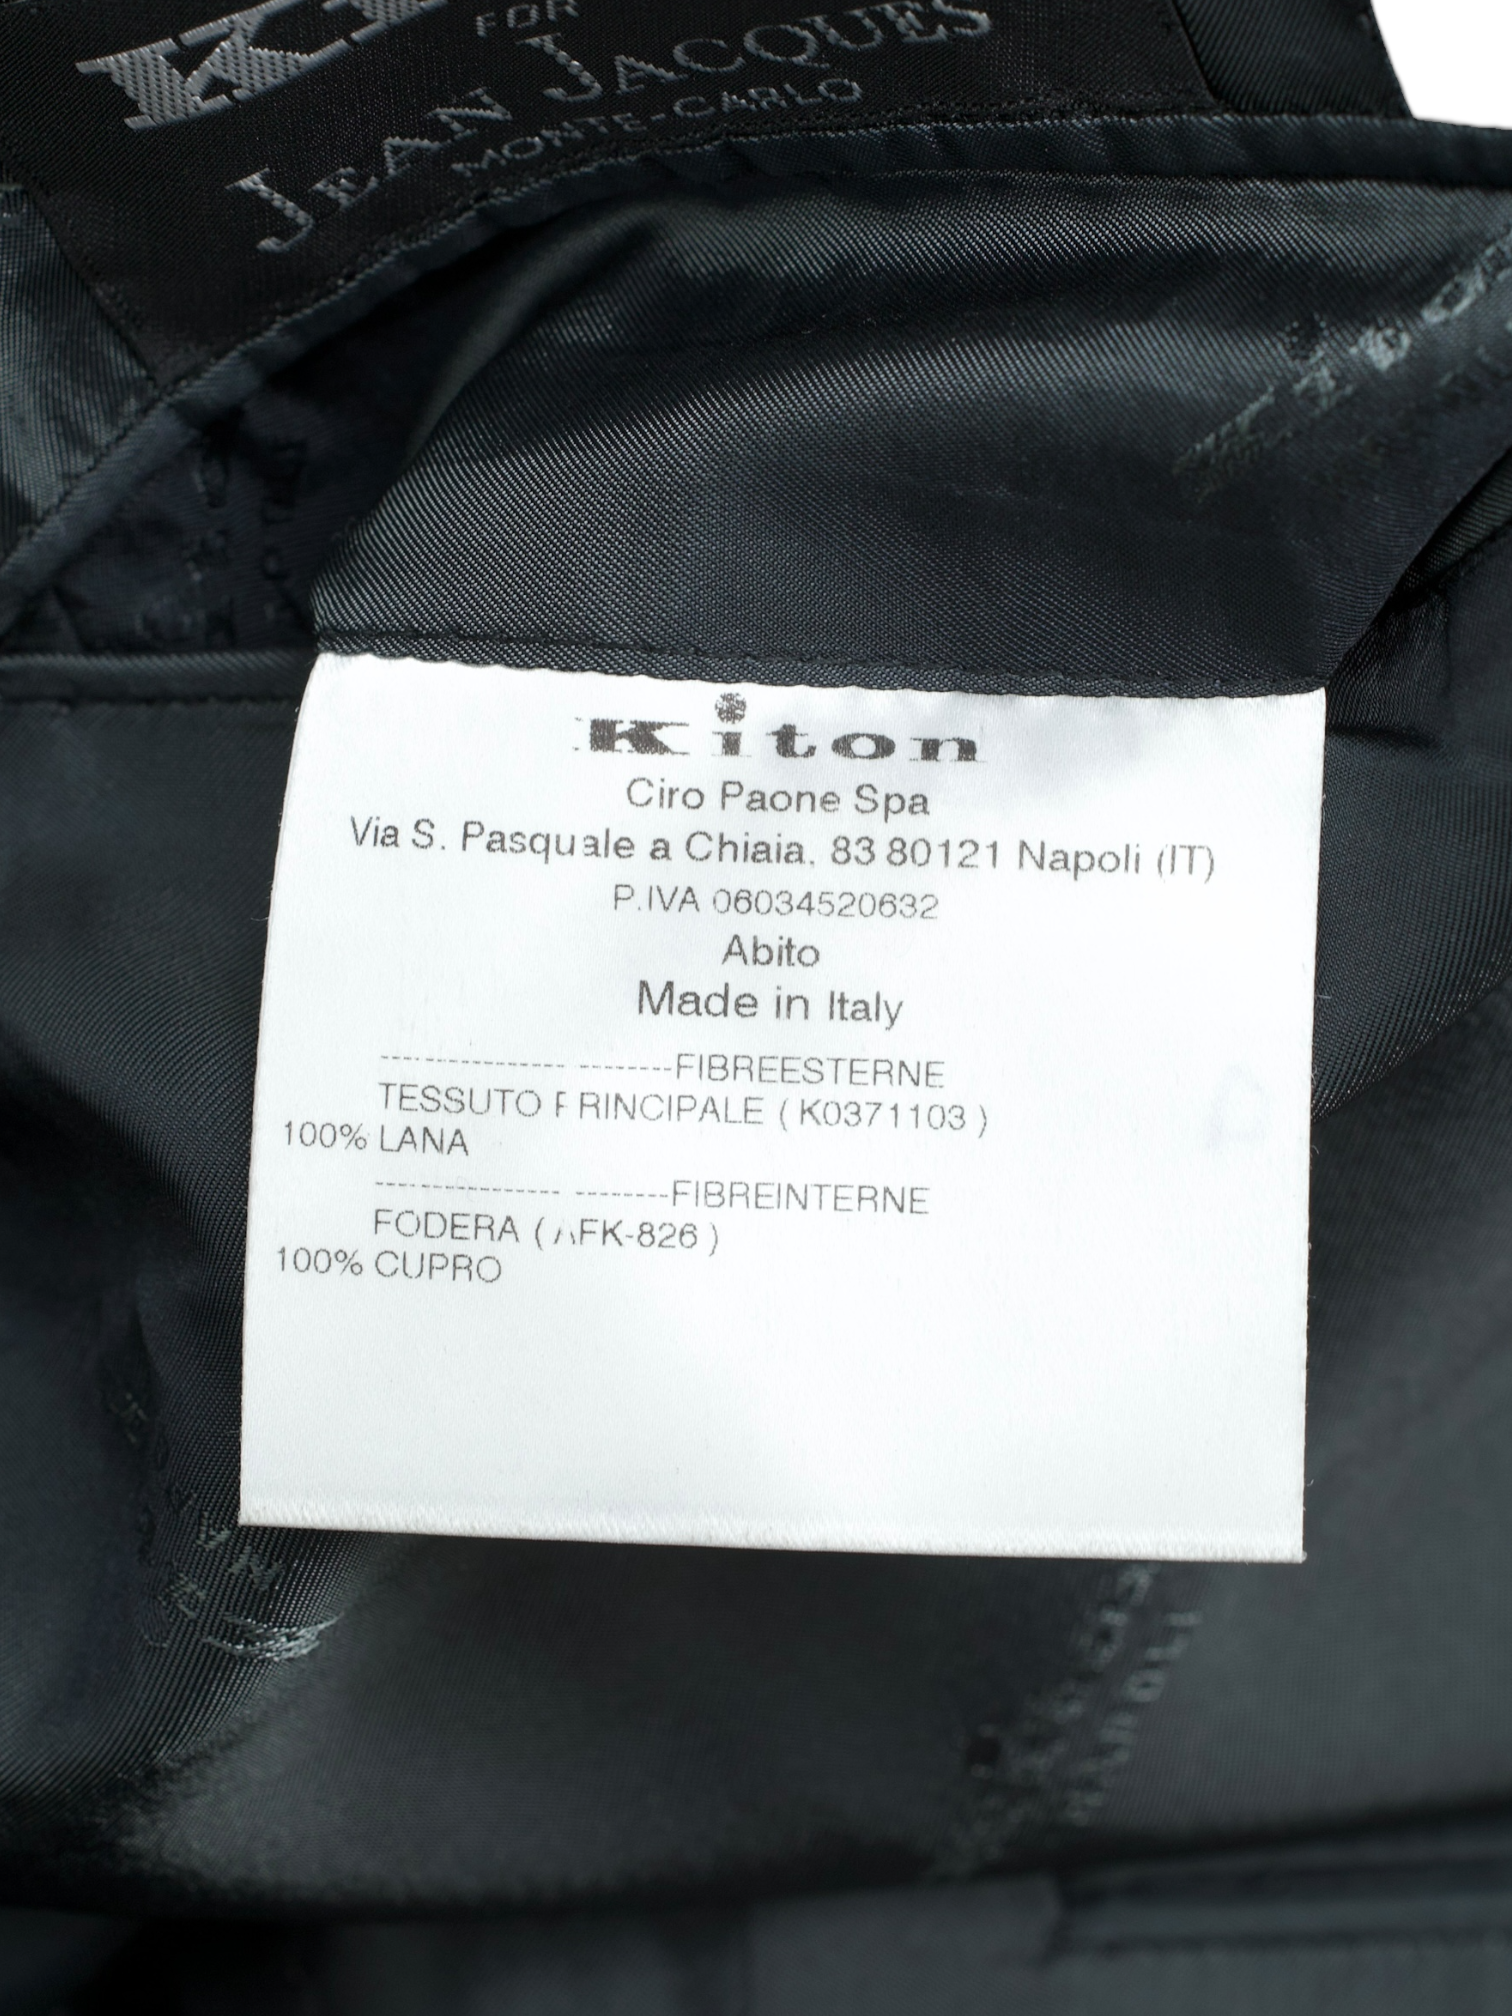 FOR
JEAN JACQUES
MONTE-CARLO
Kiton
Ciro Paone Spa
Via S. Pasquale a Chiaia, 83 80121 Napoli (IT)
P.IVA 06034520632
Abito
Made in Italy
-------------------------FIBREESTERNE
TESSUTO PRINCIPALE ( K0371103 )
100% LANA
-------------------------FIBREINTERNE
FODERA ( AFK-826 )
100% CUPRO